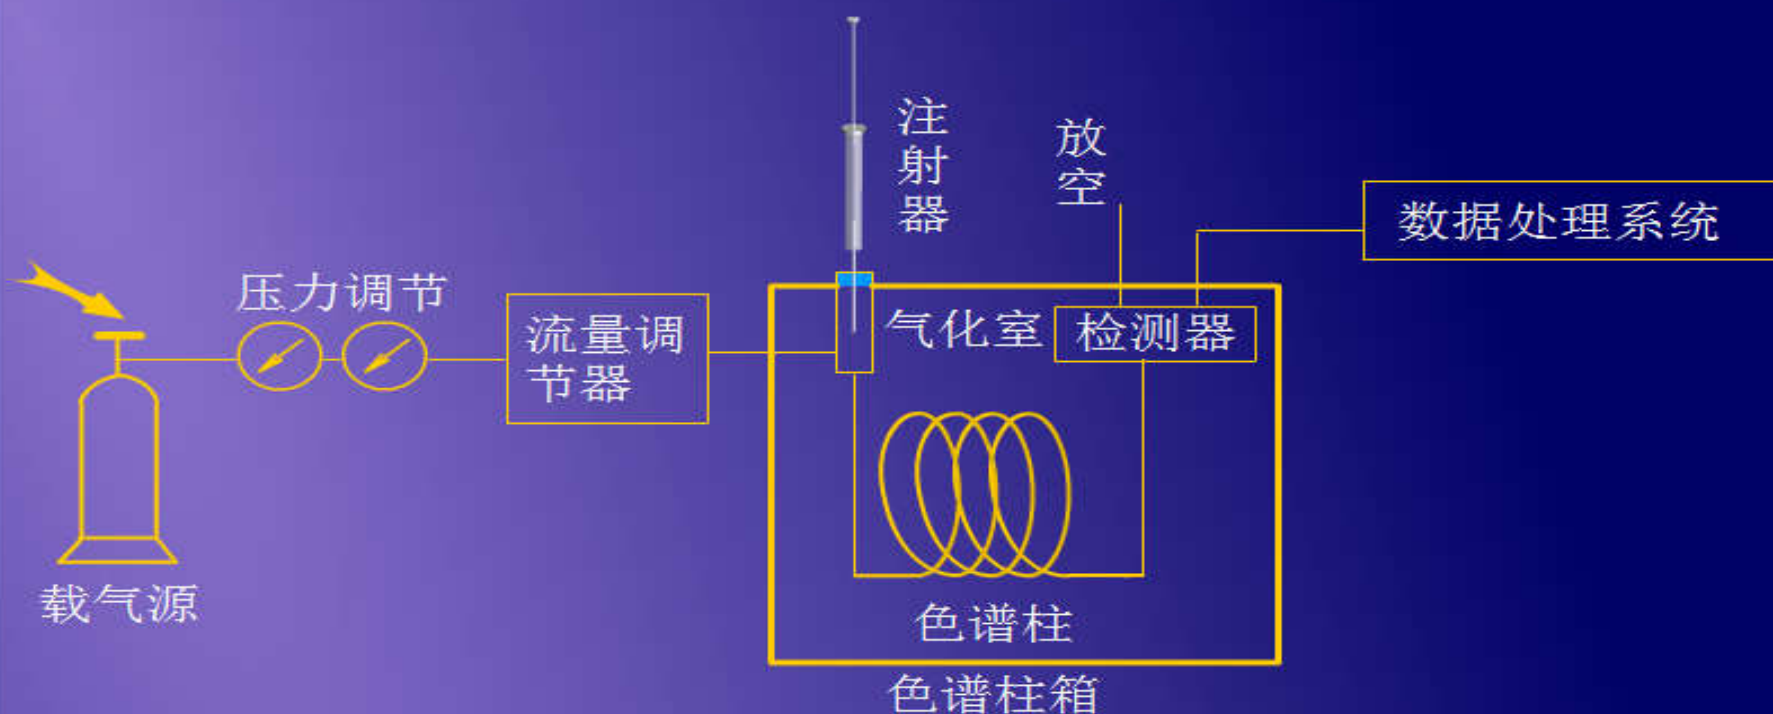 注射器
放空
数据处理系统
压力调节
流量调
节器
气化室
检测器
载气源
色谱柱
色谱柱箱